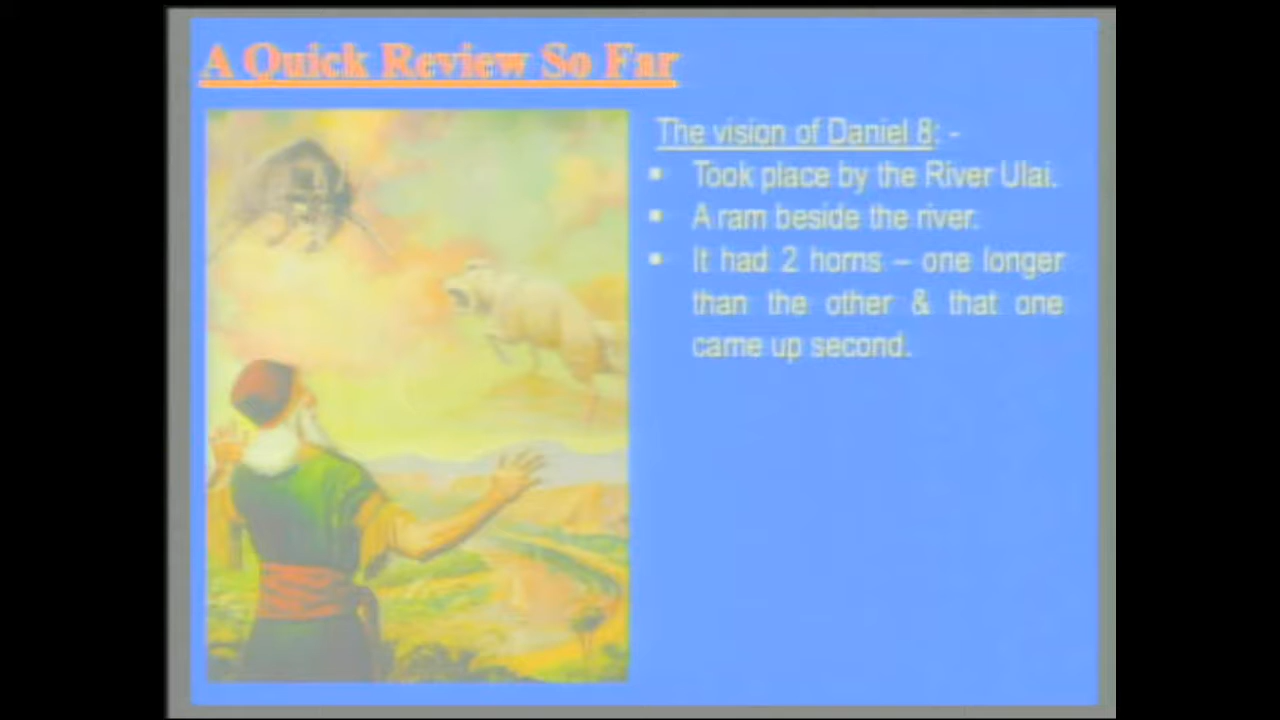 A Quick Review So Far
The vision of Daniel 8: -
▪ Took place by the River Ulai.
▪ A ram beside the river.
▪ It had 2 horns – one longer
than the other & that one
came up second.